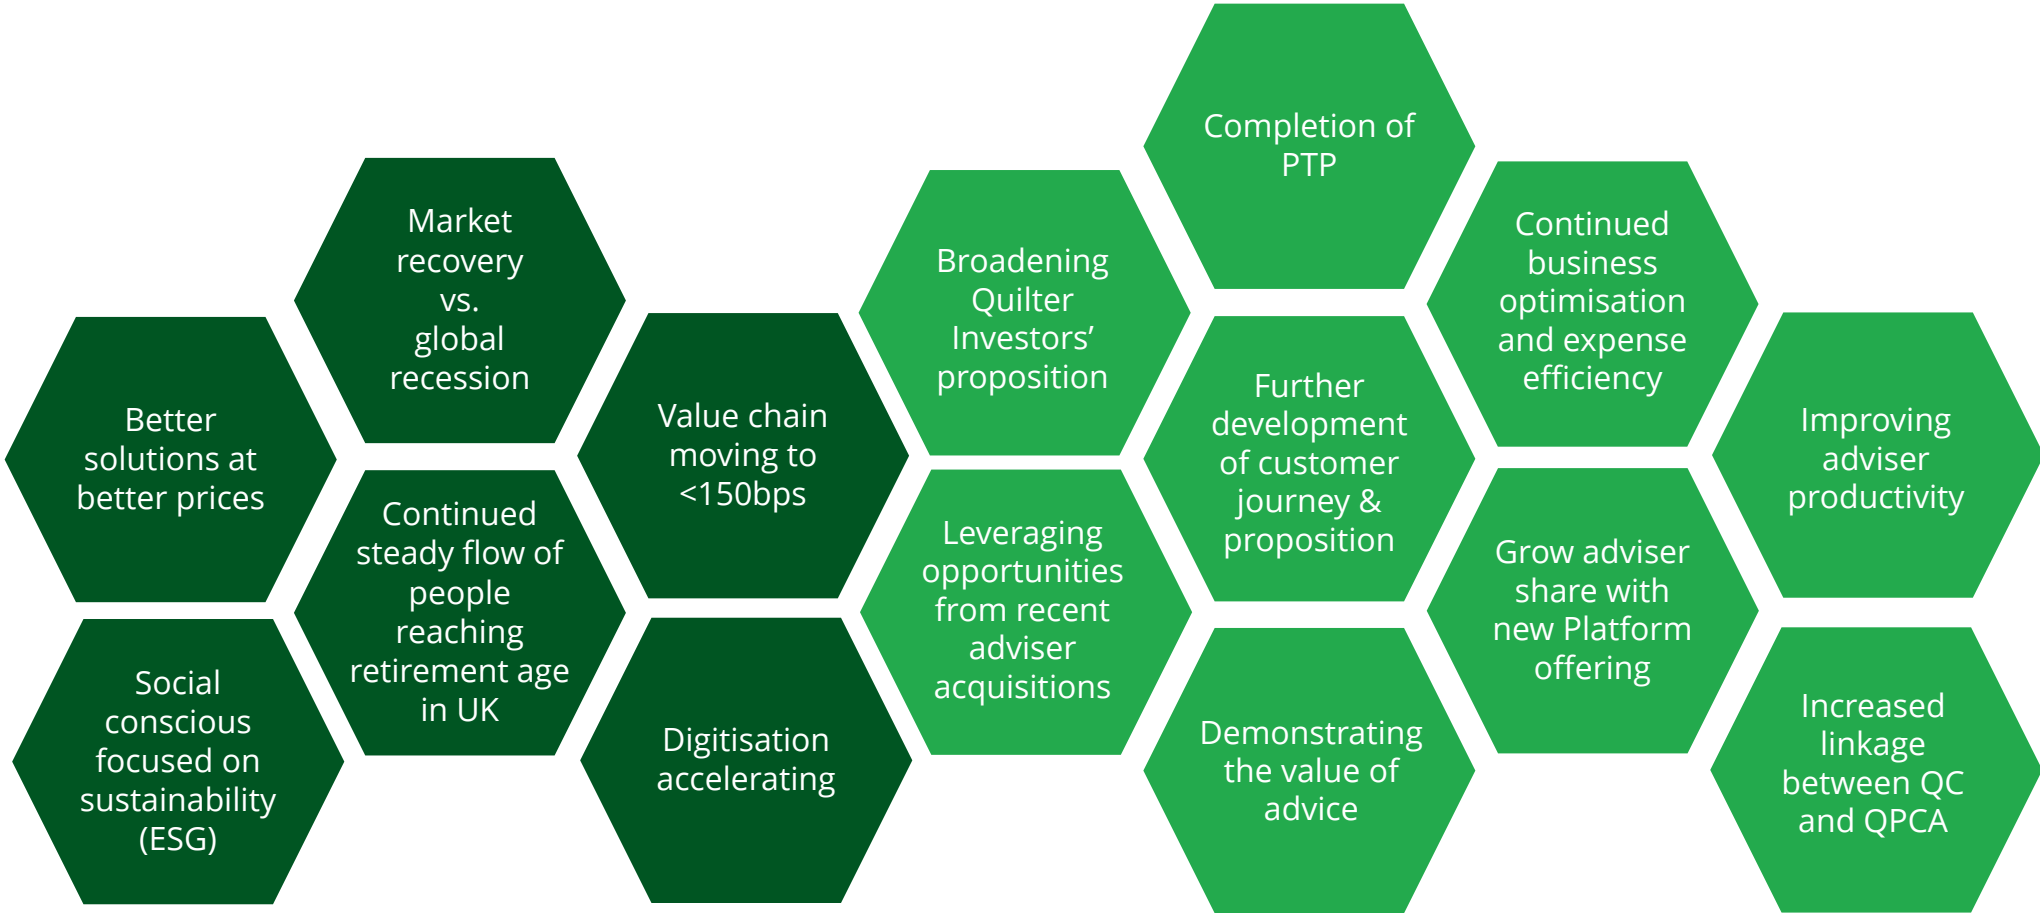 Better
solutions at
better prices
Social
conscious
focused on
sustainability
(ESG)
Market
recovery
vs.
global
recession
Continued
steady flow of
people
reaching
retirement age
in UK
Value chain
moving to
<150bps
Digitisation
accelerating
Broadening
Quilter
Investors’
proposition
Leveraging
opportunities
from recent
adviser
acquisitions
Completion of
PTP
Further
development
of customer
journey &
proposition
Demonstrating
the value of
advice
Continued
business
optimisation
and expense
efficiency
Grow adviser
share with
new Platform
offering
Improving
adviser
productivity
Increased
linkage
between QC
and QPCA